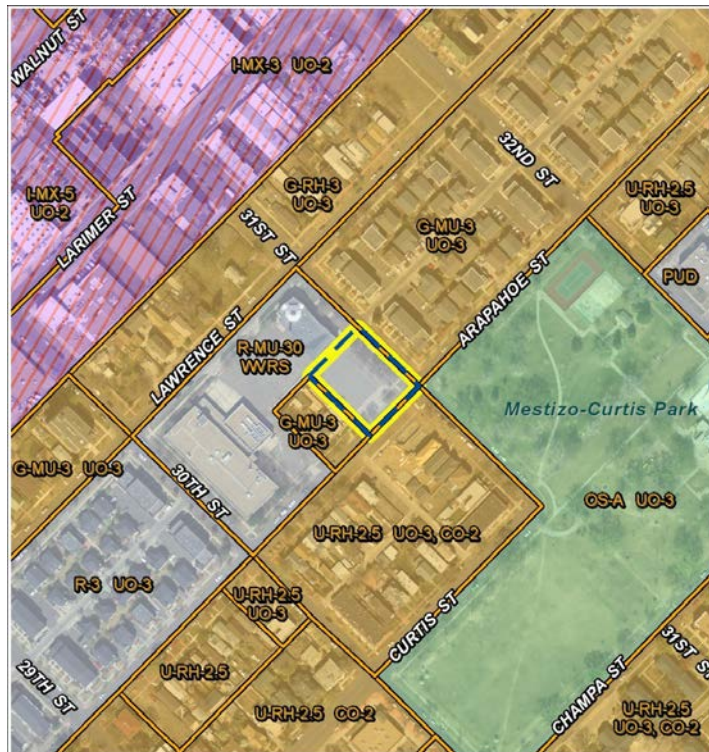 WALNUT ST
I-MX-3 UO-2
32ND ST
I-MX-5
UO-2
LARIMER ST
G-RH-3
UO-3
U-RH-2.5
UO-3
31ST ST
G-MU-3
UO-3
ARAPAHOE ST
PUD
LAWRENCE ST
R-MU-30
WVRS
Mestizo-Curtis Park
G-MU-3
UO-3
G-MU-3 UO-3
30TH ST
OS-A UO-3
U-RH-2.5 UO-3, CO-2
R-3 UO-3
U-RH-2.5
UO-3
CURTIS ST
29TH ST
U-RH-2.5
31ST ST
CHAMPA ST
U-RH-2.5 CO-2
U-RH-2.5
UO-3, CO-2